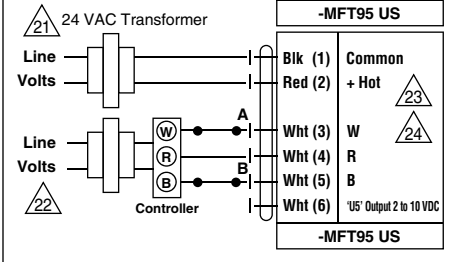 21 24 VAC Transformer
-MFT95 US
Line
Volts
Blk (1) Common
Red (2) + Hot
23
A
Line
Volts
W
R
B
Wht (3) W
24
Wht (4) R
B
Wht (5) B
22
Controller
Wht (6) 'U5' Output 2 to 10 VDC
-MFT95 US